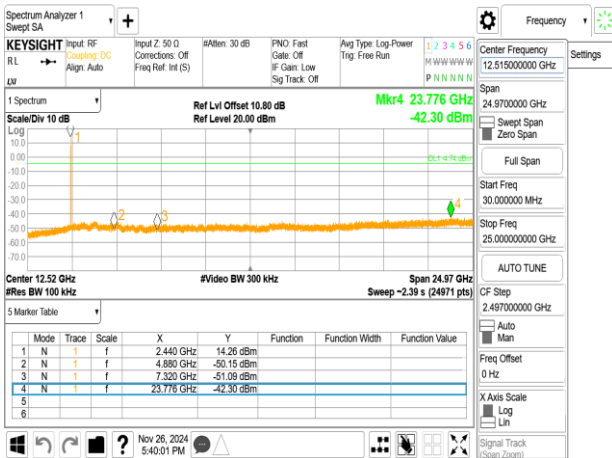 Spectrum Analyzer 1
Swept SA
Frequency
KEYSIGHT
RL
Input: RF
Coupling: DC
Align: Auto
Input Z: 50 Ω
Corrections: Off
Freq Ref: Int (S)
#Atten: 30 dB
PNO: Fast
Gate: Off
IF Gain: Low
Sig Track: Off
Avg Type: Log-Power
Trig: Free Run
1 2 3 4 5 6
M W W W W W
P N N N N N
LXI
1 Spectrum
Scale/Div 10 dB
Ref Lvl Offset 10.80 dB
Ref Level 20.00 dBm
Mkr4 23.776 GHz
-42.30 dBm
Log
10.0
0.00
-10.0
-20.0
-30.0
-40.0
-50.0
-60.0
-70.0
1
2
3
4
DL1 -4.74 dBm
Center 12.52 GHz
#Res BW 100 kHz
#Video BW 300 kHz
Span 24.97 GHz
Sweep ~2.39 s (24971 pts)
5 Marker Table
Mode Trace Scale X Y Function Function Width Function Value
1 N 1 f 2.440 GHz 14.26 dBm
2 N 1 f 4.880 GHz -50.15 dBm
3 N 1 f 7.320 GHz -51.09 dBm
4 N 1 f 23.776 GHz -42.30 dBm
5
6
Nov 26, 2024
5:40:01 PM
Center Frequency
12.515000000 GHz
Span
24.9700000 GHz
Swept Span
Zero Span
Full Span
Start Freq
30.000000 MHz
Stop Freq
25.000000000 GHz
AUTO TUNE
CF Step
2.497000000 GHz
Auto
Man
Freq Offset
0 Hz
X Axis Scale
Log
Lin
Signal Track
(Span Zoom)
Settings